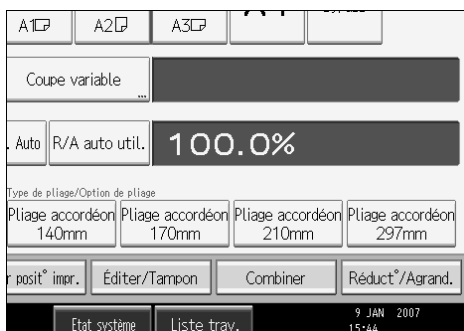 A1 A2 A3
Coupe variable ...
. Auto R/A auto util. 100.0%
Type de pliage/Option de pliage
Pliage accordéon Pliage accordéon Pliage accordéon Pliage accordéon
140mm 170mm 210mm 297mm
r posit° impr. Éditer/Tampon Combiner Réduct°/Agrand.
Etat système Liste trav. 9 JAN 2007
15:44